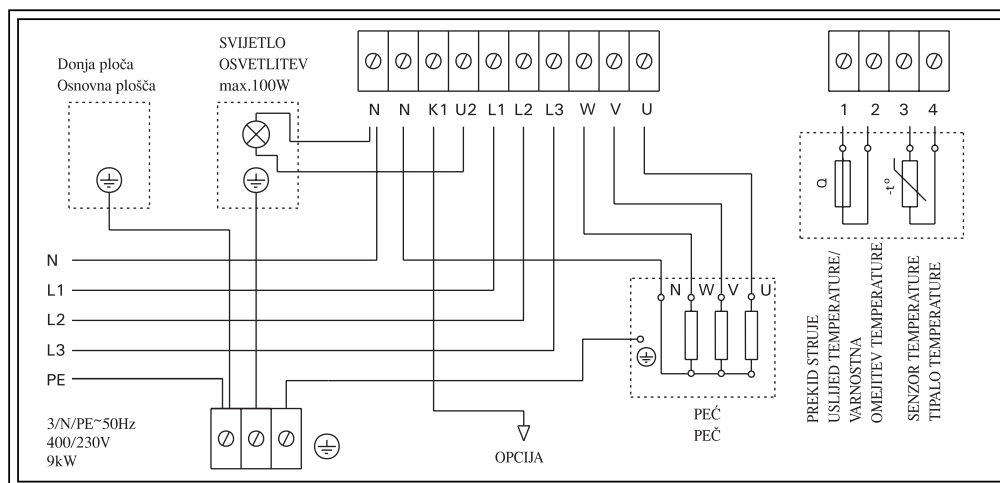 Donja ploča
Osnovna plošča
SVIJETLO
OSVETLITEV
max.100W
N N K1 U2 L1 L2 L3 W V U
1 2 3 4
Q
-t°
N
L1
L2
L3
PE
N W V U
3/N/PE~50Hz
400/230V
9kW
OPCIJA
PEĆ
PEČ
PREKID STRUJE
USLIJED TEMPERATURE/
VARNOSTNA
OMEJITEV TEMPERATURE
SENZOR TEMPERATURE
TIPALO TEMPERATURE